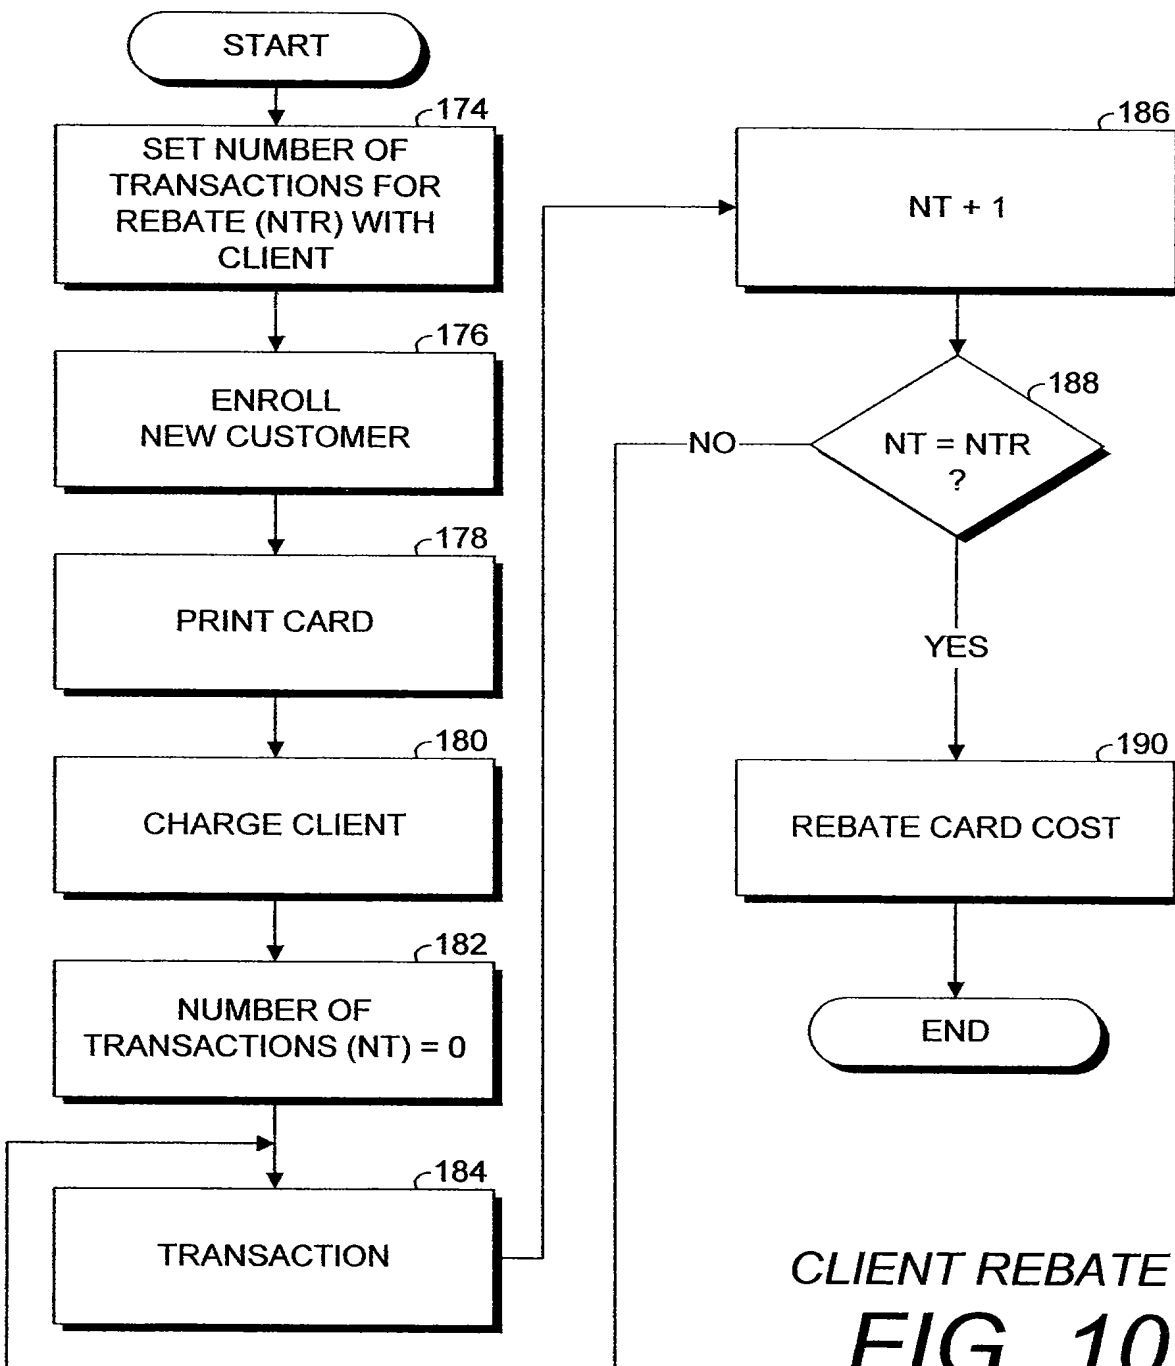 START
174
SET NUMBER OF
TRANSACTIONS FOR
REBATE (NTR) WITH
CLIENT
176
ENROLL
NEW CUSTOMER
178
PRINT CARD
180
CHARGE CLIENT
182
NUMBER OF
TRANSACTIONS (NT) = 0
184
TRANSACTION
186
NT + 1
188
NT = NTR
?
NO
YES
190
REBATE CARD COST
END
CLIENT REBATE
FIG. 10